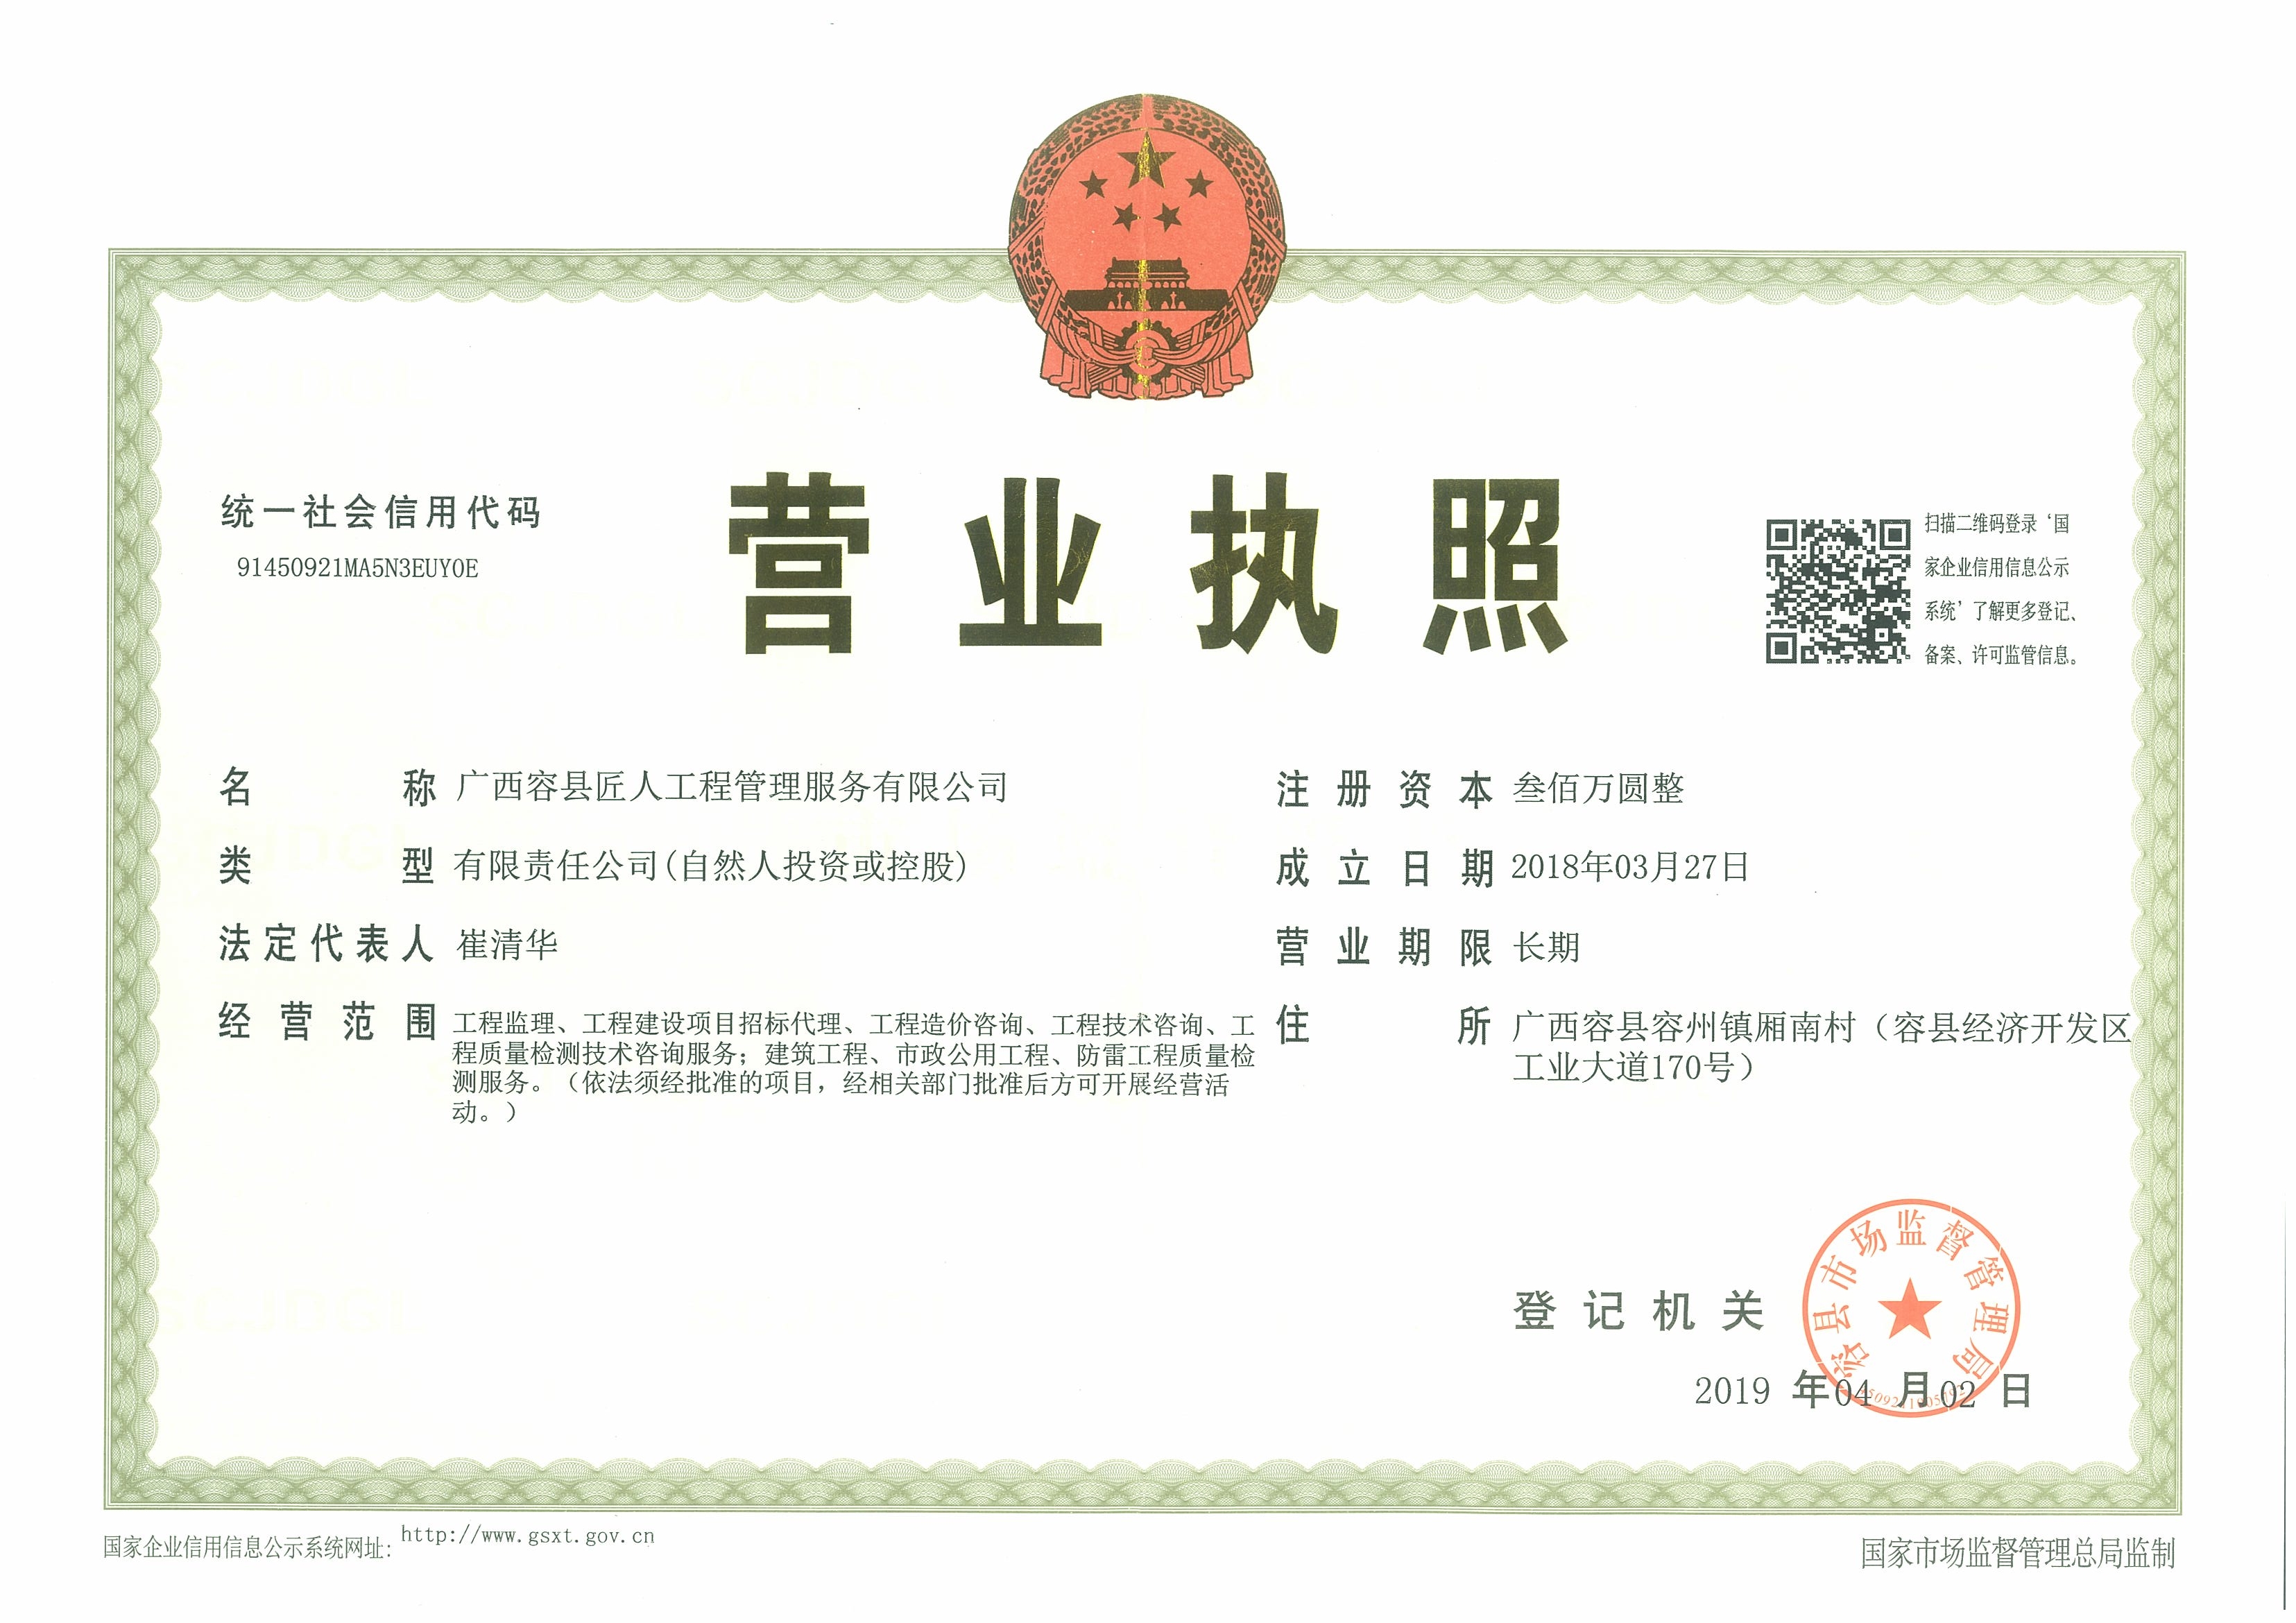 统一社会信用代码
91450921MA5N3EUY0E
营业执照
扫描二维码登录‘国
家企业信用信息公示
系统’了解更多登记、
备案、许可监管信息。
名称 广西容县匠人工程管理服务有限公司
类型 有限责任公司(自然人投资或控股)
法定代表人 崔清华
经营范围 工程监理、工程建设项目招标代理、工程造价咨询、工程技术咨询、工
程质量检测技术咨询服务；建筑工程、市政公用工程、防雷工程质量检
测服务。（依法须经批准的项目，经相关部门批准后方可开展经营活
动。）
注册资本 叁佰万圆整
成立日期 2018年03月27日
营业期限 长期
住所 广西容县容州镇厢南村（容县经济开发区
工业大道170号）
登记机关
容县市场监督管理局
2019 年04 月02 日
国家企业信用信息公示系统网址: http://www.gsxt.gov.cn
国家市场监督管理总局监制